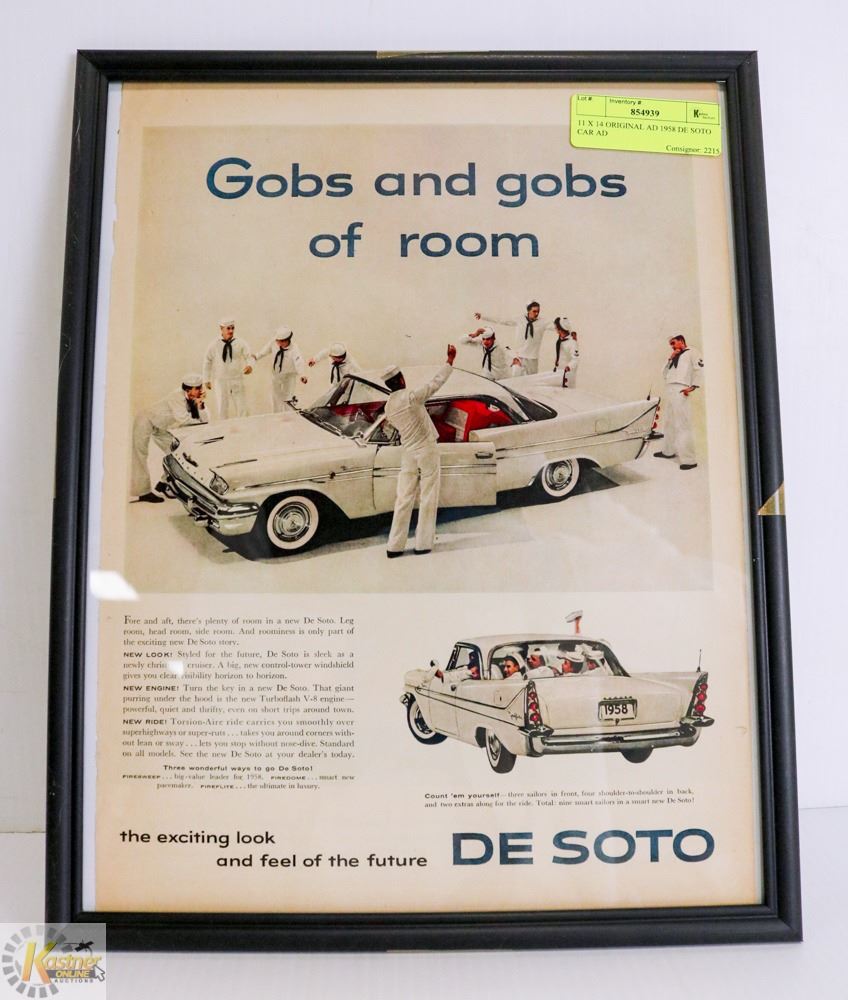 Lot #:
Inventory #
854939
11 X 14 ORIGINAL AD 1958 DE SOTO
CAR AD
Consignor: 2215
Gobs and gobs
of room
Fore and aft, there's plenty of room in a new De Soto. Leg
room, head room, side room. And roominess is only part of
the exciting new De Soto story.
NEW LOOK! Styled for the future, De Soto is sleek as a
newly cruiser. A big, new control-tower windshield
gives you horizon to horizon.
NEW ENGINE! Turn the key in a new De Soto. That giant
purring under the hood is the new Turboflash V-8 engine—
powerful, quiet and thrifty, even on short trips around town.
NEW RIDE! Torsion-Aire ride carries you smoothly over
superhighways or super-ruts... takes you around corners with-
out lean or sway... lets you stop without nose-dive. Standard
on all models. See the new De Soto at your dealer's today.
Three wonderful ways to go De Soto!
FIRESWEEP... big-value leader for 1958. FIREDOME... smart new
pacemaker. FIREFLITE... the ultimate in luxury.
1958
Count 'em yourself—three sailors in front, four shoulder-to-shoulder in back,
and two extras along for the ride. Total: nine smart sailors in a smart new De Soto!
the exciting look
and feel of the future
DE SOTO
Kastner
ONLINE
AUCTIONS